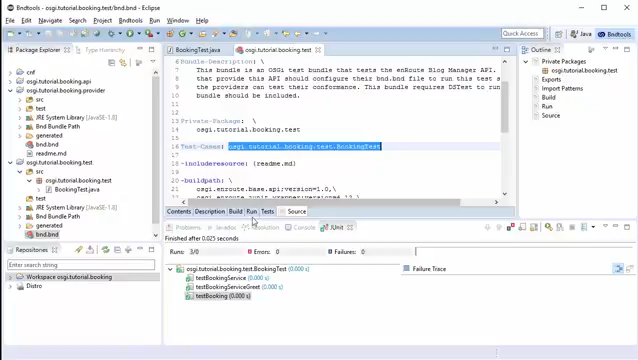 Bndtools - osgi.tutorial.booking.test/bnd.bnd - Eclipse
File Edit Navigate Search Project Bndtools Run Window Help
Quick Access
Java
Bndtools
Package Explorer
Type hierarchy
cnf
osgi.tutorial.booking.api
osgi.tutorial.booking.provider
src
test
JRE System Library [JavaSE-1.8]
Bnd Bundle Path
generated
bnd.bnd
readme.md
osgi.tutorial.booking.test
src
osgi.tutorial.booking.test
BookingTest.java
test
JRE System Library [JavaSE-1.8]
Bnd Bundle Path
generated
bnd.bnd
Repositories
Enter search string
Workspace osgi.tutorial.booking
Distro
BookingTest.java
osgi.tutorial.booking.test
Bundle-Description: \
7 This bundle is an OSGi test bundle that tests the enRoute Blog Manager API.
8 that provide this API should configure their bnd.bnd file to run this test s
9 the providers can test their conformance. This bundle requires DSTest to run
10 bundle should be included.
13 Private-Package: \
14 osgi.tutorial.booking.test
16 Test-Cases: osgi.tutorial.booking.test.BookingTest
18 -includeresource: {readme.md}
20 -buildpath: \
21 osgi.enroute.base.api;version=1.0,\
Contents Description Build Run Tests Source
Problems Javadoc Console JUnit
Finished after 0.025 seconds
Runs: 3/0 Errors: 0 Failures: 0
osgi.tutorial.booking.test.BookingTest (0.000 s)
testBookingService (0.000 s)
testBookingServiceGreet (0.000 s)
testBooking (0.000 s)
Failure Trace
Outline
Private Packages
osgi.tutorial.booking.test
Exports
Import Patterns
Build
Run
Source